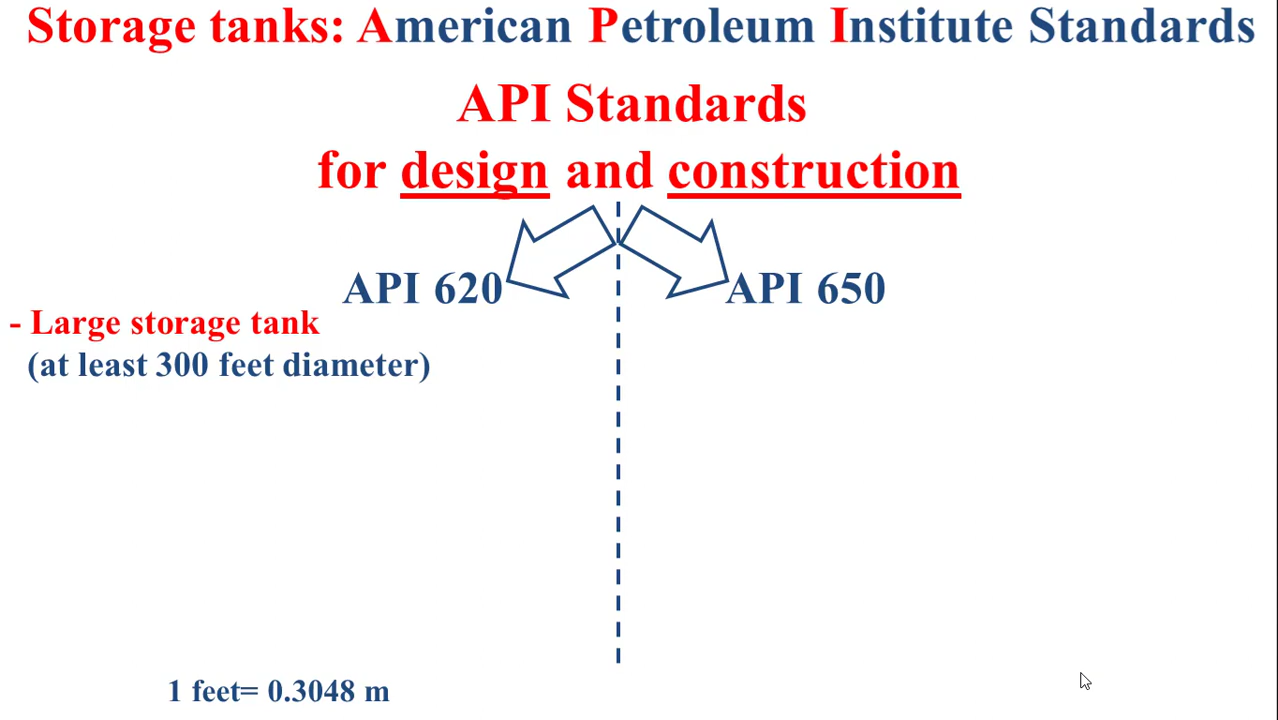 Storage tanks: American Petroleum Institute Standards
API Standards
for design and construction
API 620
API 650
- Large storage tank
(at least 300 feet diameter)
1 feet= 0.3048 m